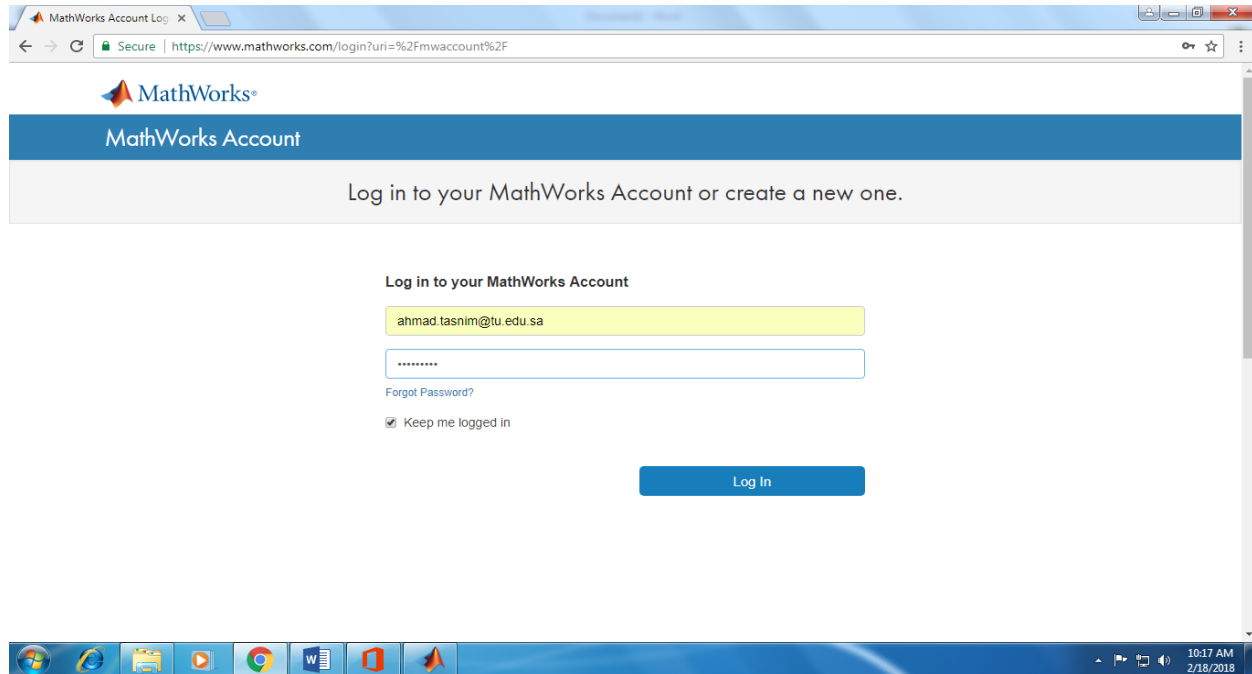 MathWorks Account Log
Secure | https://www.mathworks.com/login?uri=%2Fmwaccount%2F
MathWorks®
MathWorks Account
Log in to your MathWorks Account or create a new one.
Log in to your MathWorks Account
ahmad.tasnim@tu.edu.sa
•••••••••
Forgot Password?
Keep me logged in
Log In
10:17 AM
2/18/2018